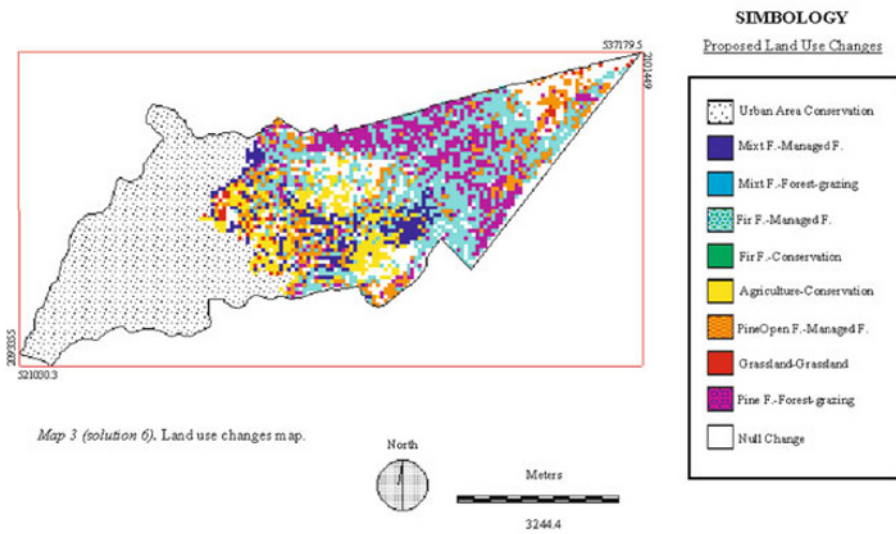 SIMBOLOGY
Proposed Land Use Changes
537179.5
2101449
Urban Area Conservation
Mixt F.-Managed F.
Mixt F.-Forest-grazing
Fir F.-Managed F.
Fir F.-Conservation
Agriculture-Conservation
PineOpen F.-Managed F.
Grassland-Grassland
Pine F.-Forest-grazing
Null Change
2093355
521030.3
Map 3 (solution 6). Land use changes map.
North
Meters
3244.4